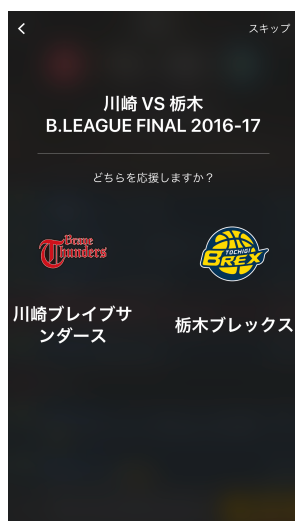 スキップ
川崎 VS 栃木
B.LEAGUE FINAL 2016-17
どちらを応援しますか？
Brave
Thunders
TOCHIGI
BREX
川崎ブレイブサ
ンダース
栃木ブレックス